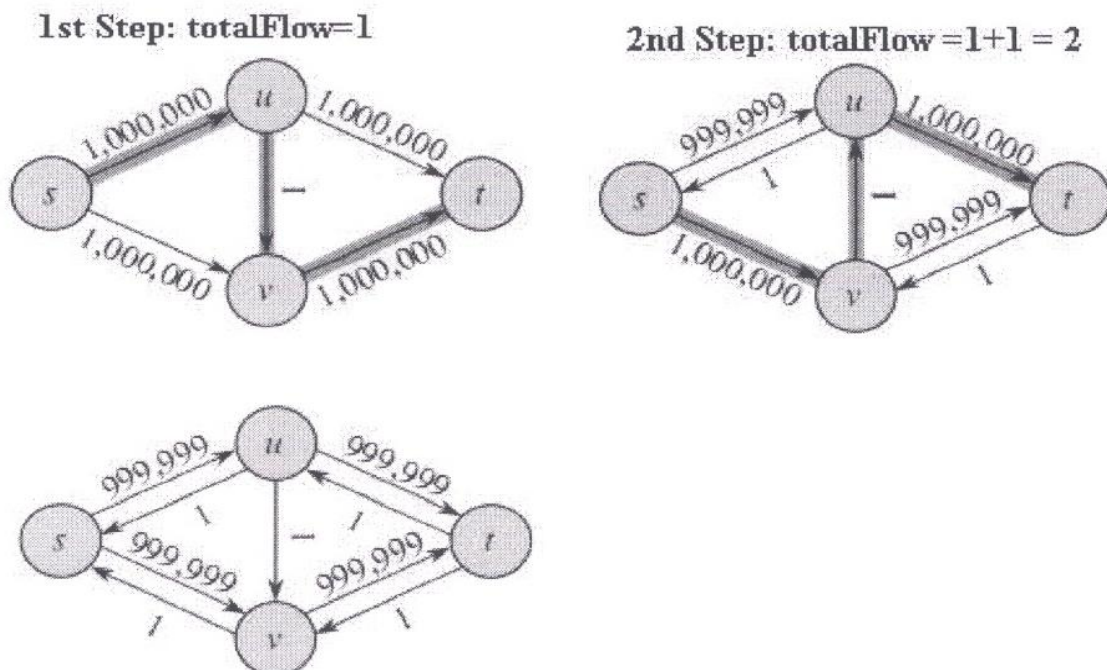 1st Step: totalFlow=1
2nd Step: totalFlow =1+1 = 2
u
1,000,000
1,000,000
s
1
t
1,000,000
1,000,000
v
u
999,999
1,000,000
1
s
1
t
999,999
1,000,000
1
v
u
999,999
999,999
1
1
s
1
t
999,999
999,999
1
1
v